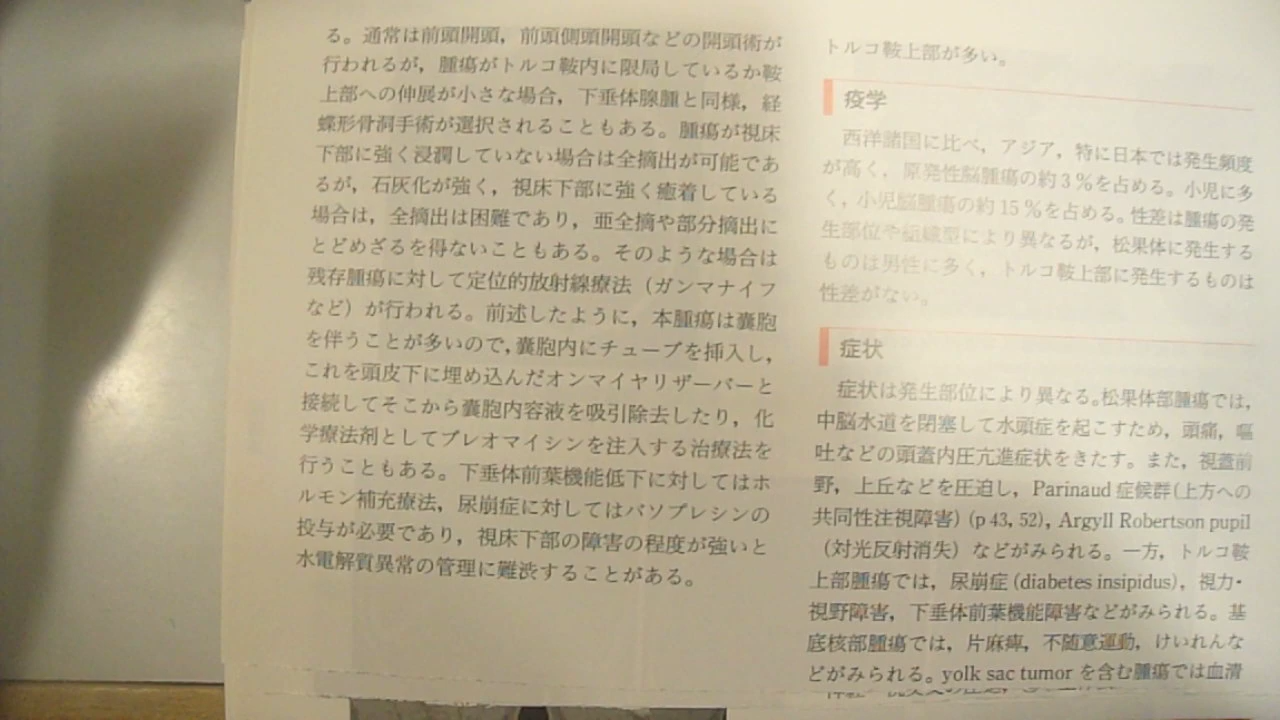 る。通常は前頭開頭，前頭側頭開頭などの開頭術が
行われるが，腫瘍がトルコ鞍内に限局しているか鞍
上部への伸展が小さな場合，下垂体腺腫と同様，経
蝶形骨洞手術が選択されることもある。腫瘍が視床
下部に強く浸潤していない場合は全摘出が可能であ
るが，石灰化が強く，視床下部に強く癒着している
場合は，全摘出は困難であり，亜全摘や部分摘出に
とどめざるを得ないこともある。そのような場合は
残存腫瘍に対して定位的放射線療法（ガンマナイフ
など）が行われる。前述したように，本腫瘍は嚢胞
を伴うことが多いので，嚢胞内にチューブを挿入し，
これを頭皮下に埋め込んだオンマイヤリザーバーと
接続してそこから嚢胞内容液を吸引除去したり，化
学療法剤としてブレオマイシンを注入する治療法を
行うこともある。下垂体前葉機能低下に対してはホ
ルモン補充療法，尿崩症に対してはバソプレシンの
投与が必要であり，視床下部の障害の程度が強いと
水電解質異常の管理に難渋することがある。
トルコ鞍上部が多い。
疫学
西洋諸国に比べ，アジア，特に日本では発生頻度
が高く，原発性脳腫瘍の約3％を占める。小児に多
く，小児脳腫瘍の約15％を占める。性差は腫瘍の発
生部位や組織型により異なるが，松果体に発生する
ものは男性に多く，トルコ鞍上部に発生するものは
性差がない。
症状
症状は発生部位により異なる。松果体部腫瘍では，
中脳水道を閉塞して水頭症を起こすため，頭痛，嘔
吐などの頭蓋内圧亢進症状をきたす。また，視蓋前
野，上丘などを圧迫し，Parinaud症候群（上方への
共同性注視障害）（p 43, 52），Argyll Robertson pupil
（対光反射消失）などがみられる。一方，トルコ鞍
上部腫瘍では，尿崩症（diabetes insipidus），視力・
視野障害，下垂体前葉機能障害などがみられる。基
底核部腫瘍では，片麻痺，不随意運動，けいれんな
どがみられる。yolk sac tumorを含む腫瘍では血清